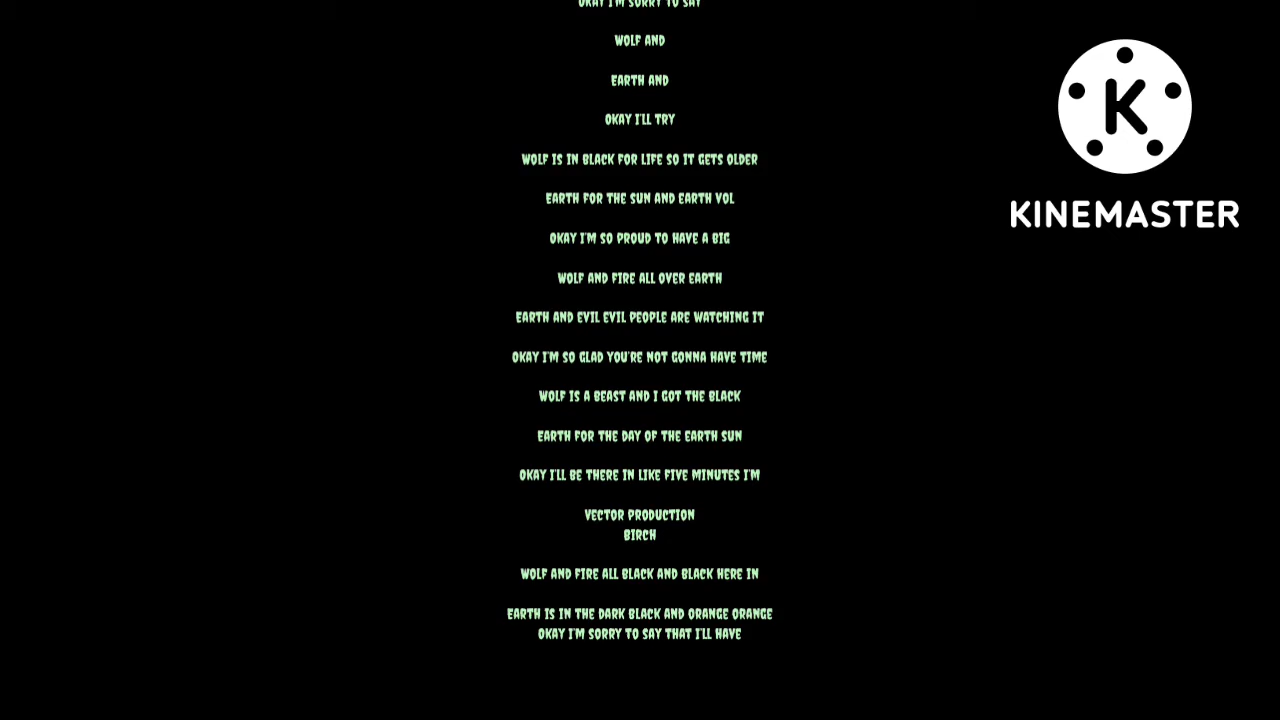 OKAY I'M SORRY TO SAY
WOLF AND
EARTH AND
OKAY I'LL TRY
WOLF IS IN BLACK FOR LIFE SO IT GETS OLDER
EARTH FOR THE SUN AND EARTH VOL
OKAY I'M SO PROUD TO HAVE A BIG
WOLF AND FIRE ALL OVER EARTH
EARTH AND EVIL EVIL PEOPLE ARE WATCHING IT
OKAY I'M SO GLAD YOU'RE NOT GONNA HAVE TIME
WOLF IS A BEAST AND I GOT THE BLACK
EARTH FOR THE DAY OF THE EARTH SUN
OKAY I'LL BE THERE IN LIKE FIVE MINUTES I'M
VECTOR PRODUCTION
BIRCH
WOLF AND FIRE ALL BLACK AND BLACK HERE IN
EARTH IS IN THE DARK BLACK AND ORANGE ORANGE
OKAY I'M SORRY TO SAY THAT I'LL HAVE
K
KINEMASTER